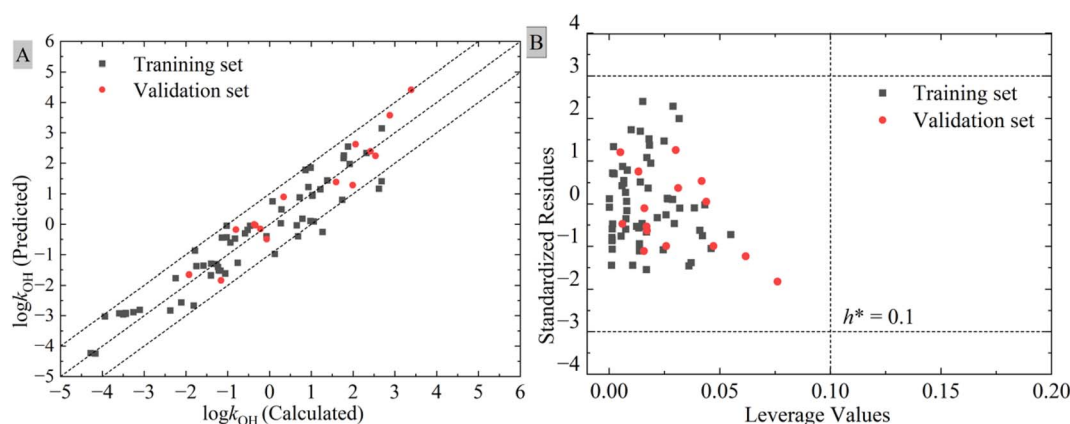 A
6
5
4
3
2
1
0
−1
−2
−3
−4
−5
logkOH (Predicted)
Tranining set
Validation set
−5 −4 −3 −2 −1 0 1 2 3 4 5 6
logkOH (Calculated)
B
4
3
2
1
0
−1
−2
−3
−4
Standardized Residues
Training set
Validation set
h* = 0.1
0.00 0.05 0.10 0.15 0.20
Leverage Values